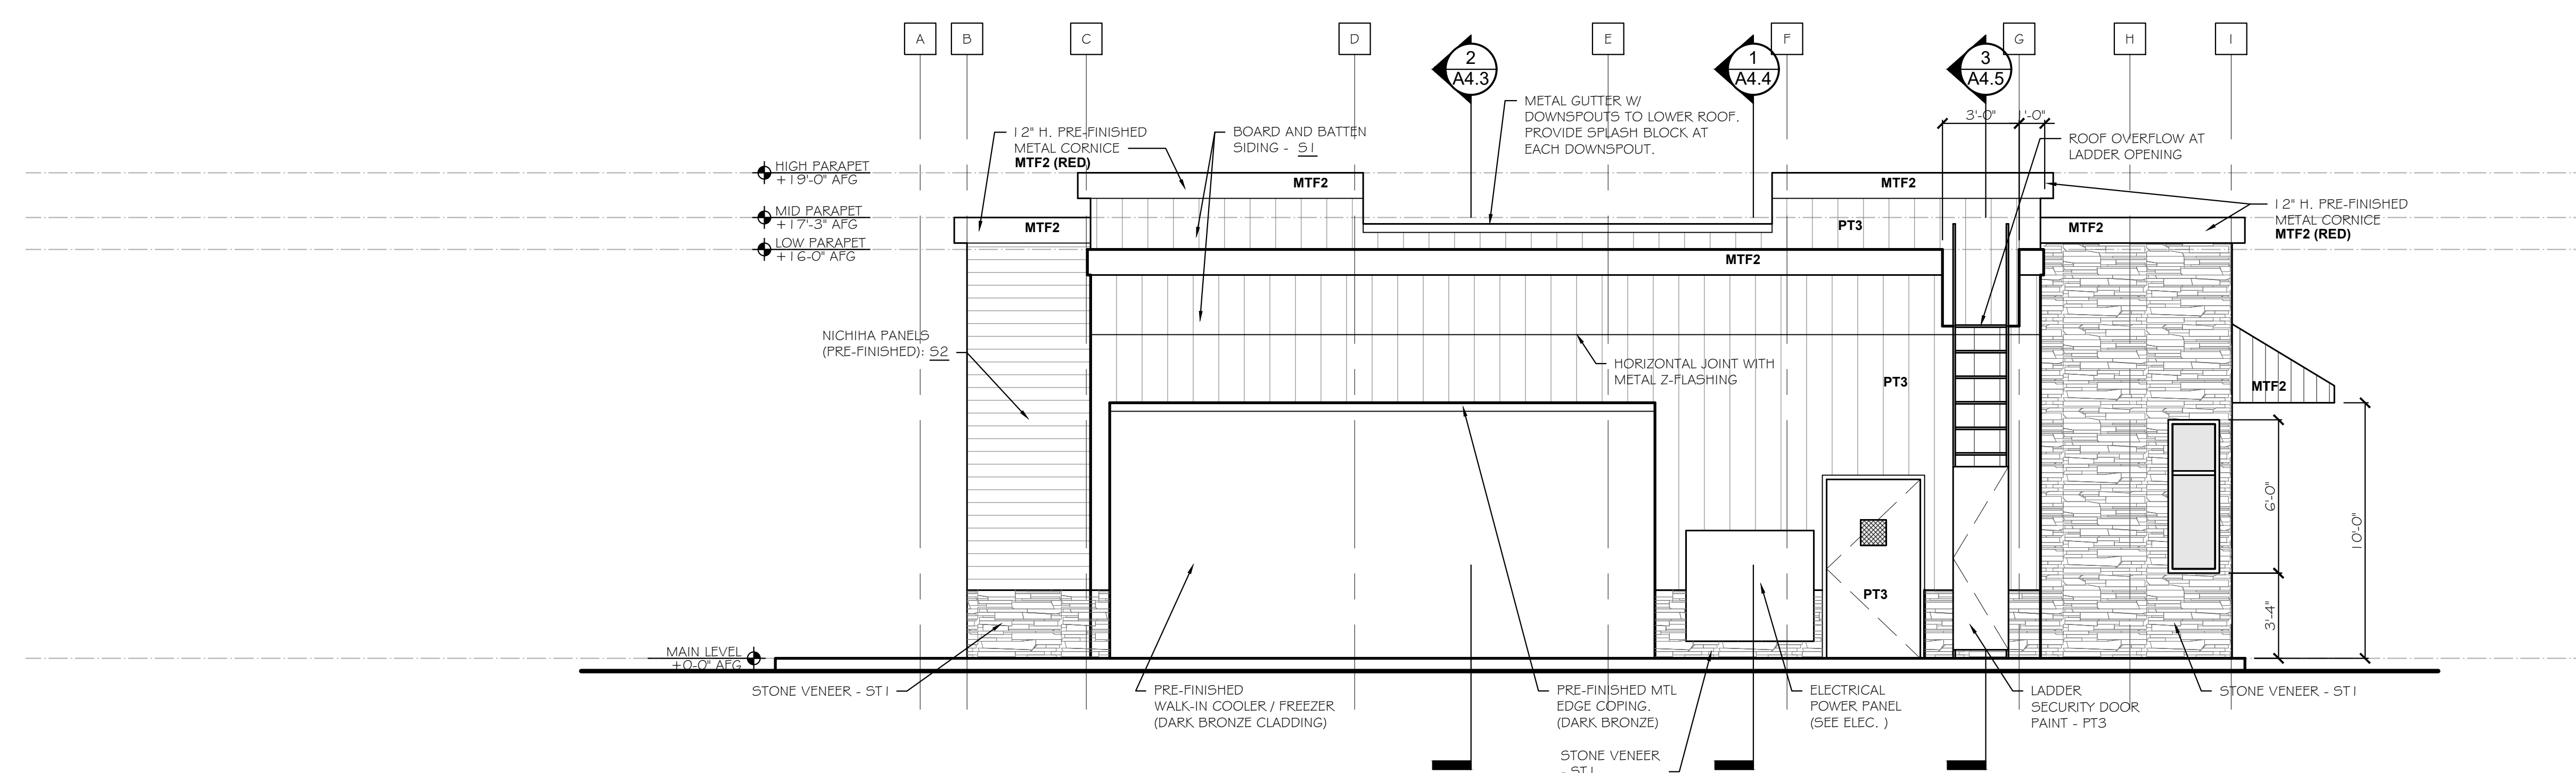 A
B
C
D
E
F
G
H
I
2
A4.3
1
A4.4
3
A4.5
METAL GUTTER W/
DOWNSPOUTS TO LOWER ROOF.
PROVIDE SPLASH BLOCK AT
EACH DOWNSPOUT.
3'-0"
1'-0"
12" H. PRE-FINISHED
METAL CORNICE
MTF2 (RED)
BOARD AND BATTEN
SIDING - S1
ROOF OVERFLOW AT
LADDER OPENING
HIGH PARAPET
+19'-0" AFG
MTF2
MTF2
MID PARAPET
+17'-3" AFG
12" H. PRE-FINISHED
METAL CORNICE
MTF2 (RED)
MTF2
PT3
MTF2
LOW PARAPET
+16-0" AFG
MTF2
NICHIHA PANELS
(PRE-FINISHED): S2
HORIZONTAL JOINT WITH
METAL Z-FLASHING
PT3
MTF2
6'-0"
10'-0"
PT3
3'-4"
MAIN LEVEL
+0-0" AFG
STONE VENEER - ST1
PRE-FINISHED
WALK-IN COOLER / FREEZER
(DARK BRONZE CLADDING)
PRE-FINISHED MTL
EDGE COPING.
(DARK BRONZE)
ELECTRICAL
POWER PANEL
(SEE ELEC. )
LADDER
SECURITY DOOR
PAINT - PT3
STONE VENEER - ST1
STONE VENEER
- ST1